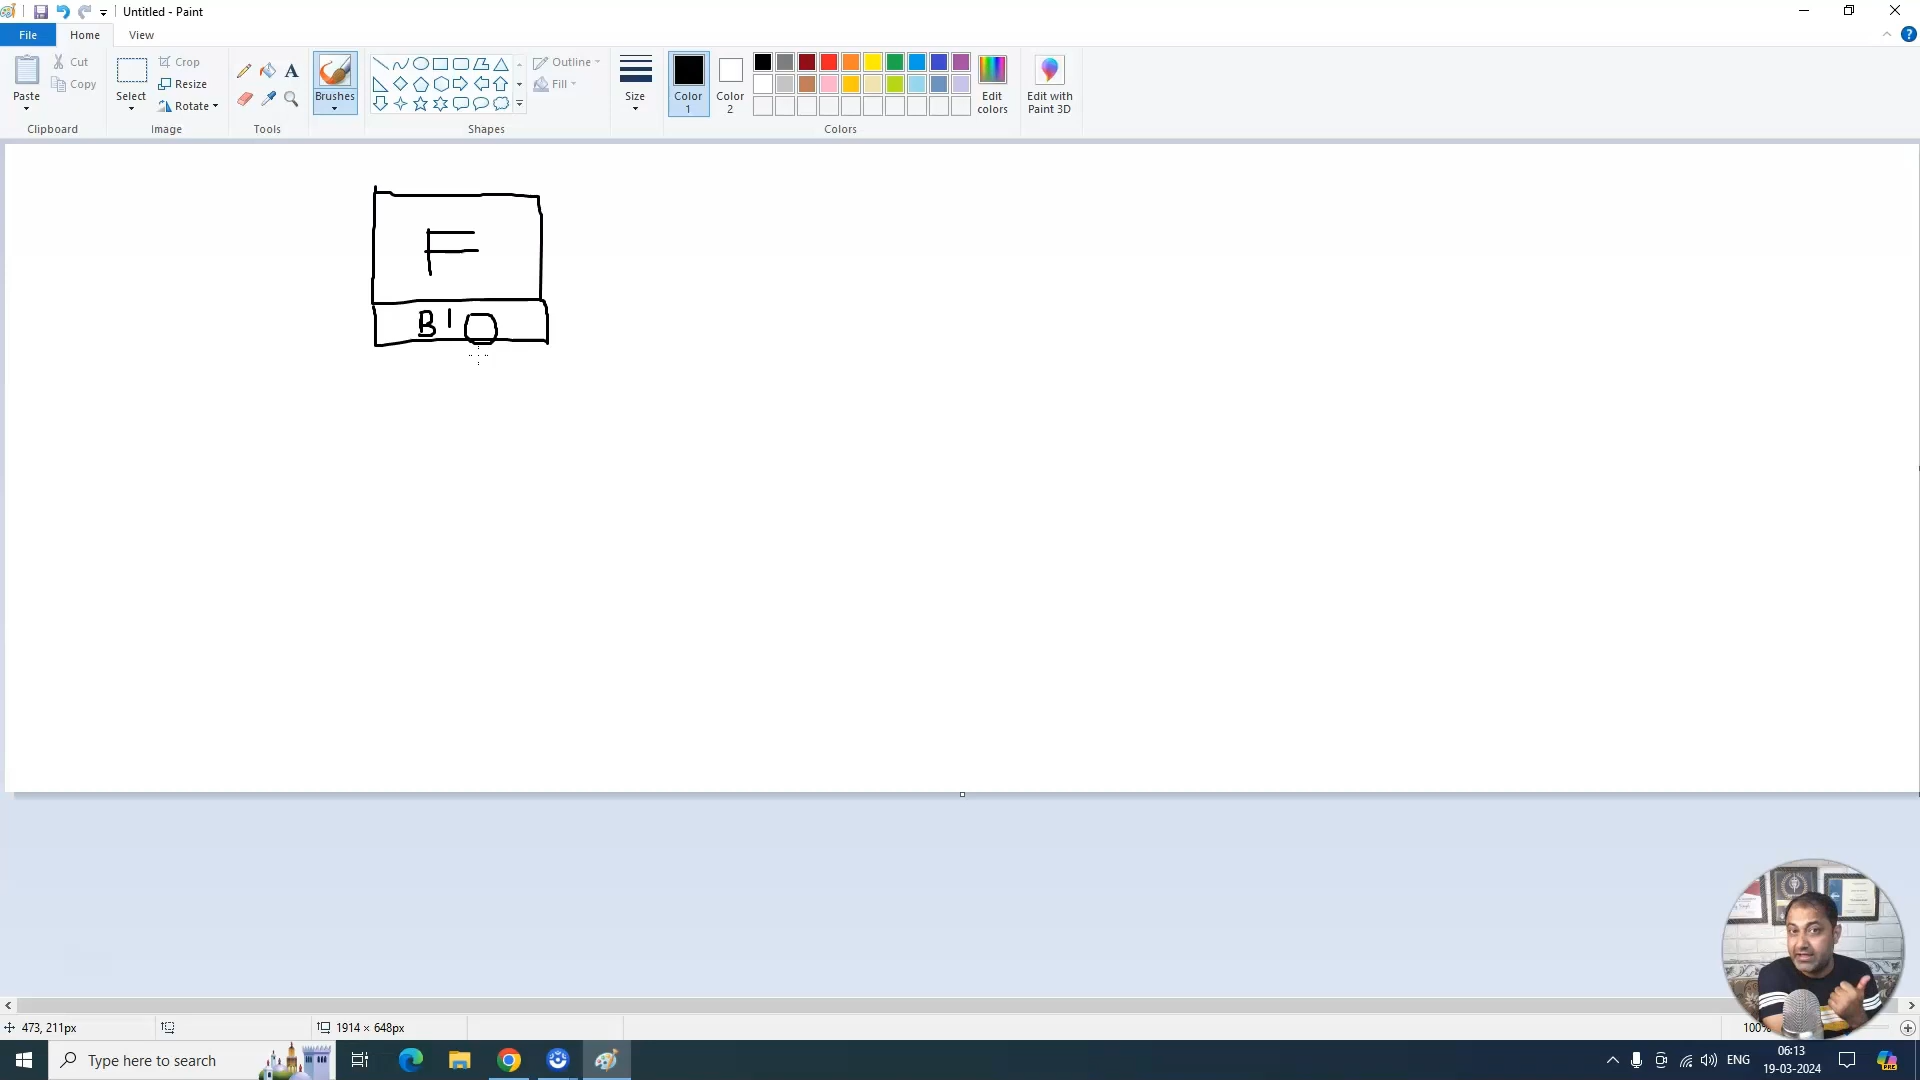 Untitled - Paint
File
Home
View
Paste
Cut
Copy
Clipboard
Select
Crop
Resize
Rotate
Image
A
Tools
Brushes
Shapes
Outline
Fill
Size
Color
1
Color
2
Colors
Edit
colors
Edit with
Paint 3D
?
F
B I O
473, 211px
1914 × 648px
100%
Type here to search
ENG
06:13
19-03-2024
PRE